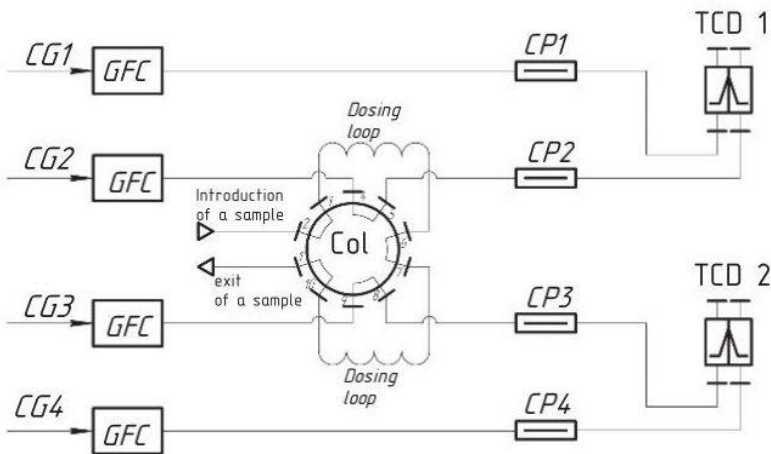 TCD 1
CG1
GFC
CP1
Dosing
loop
CG2
GFC
CP2
Introduction
of a sample
Col
exit
of a sample
TCD 2
CG3
GFC
CP3
Dosing
loop
CG4
GFC
CP4